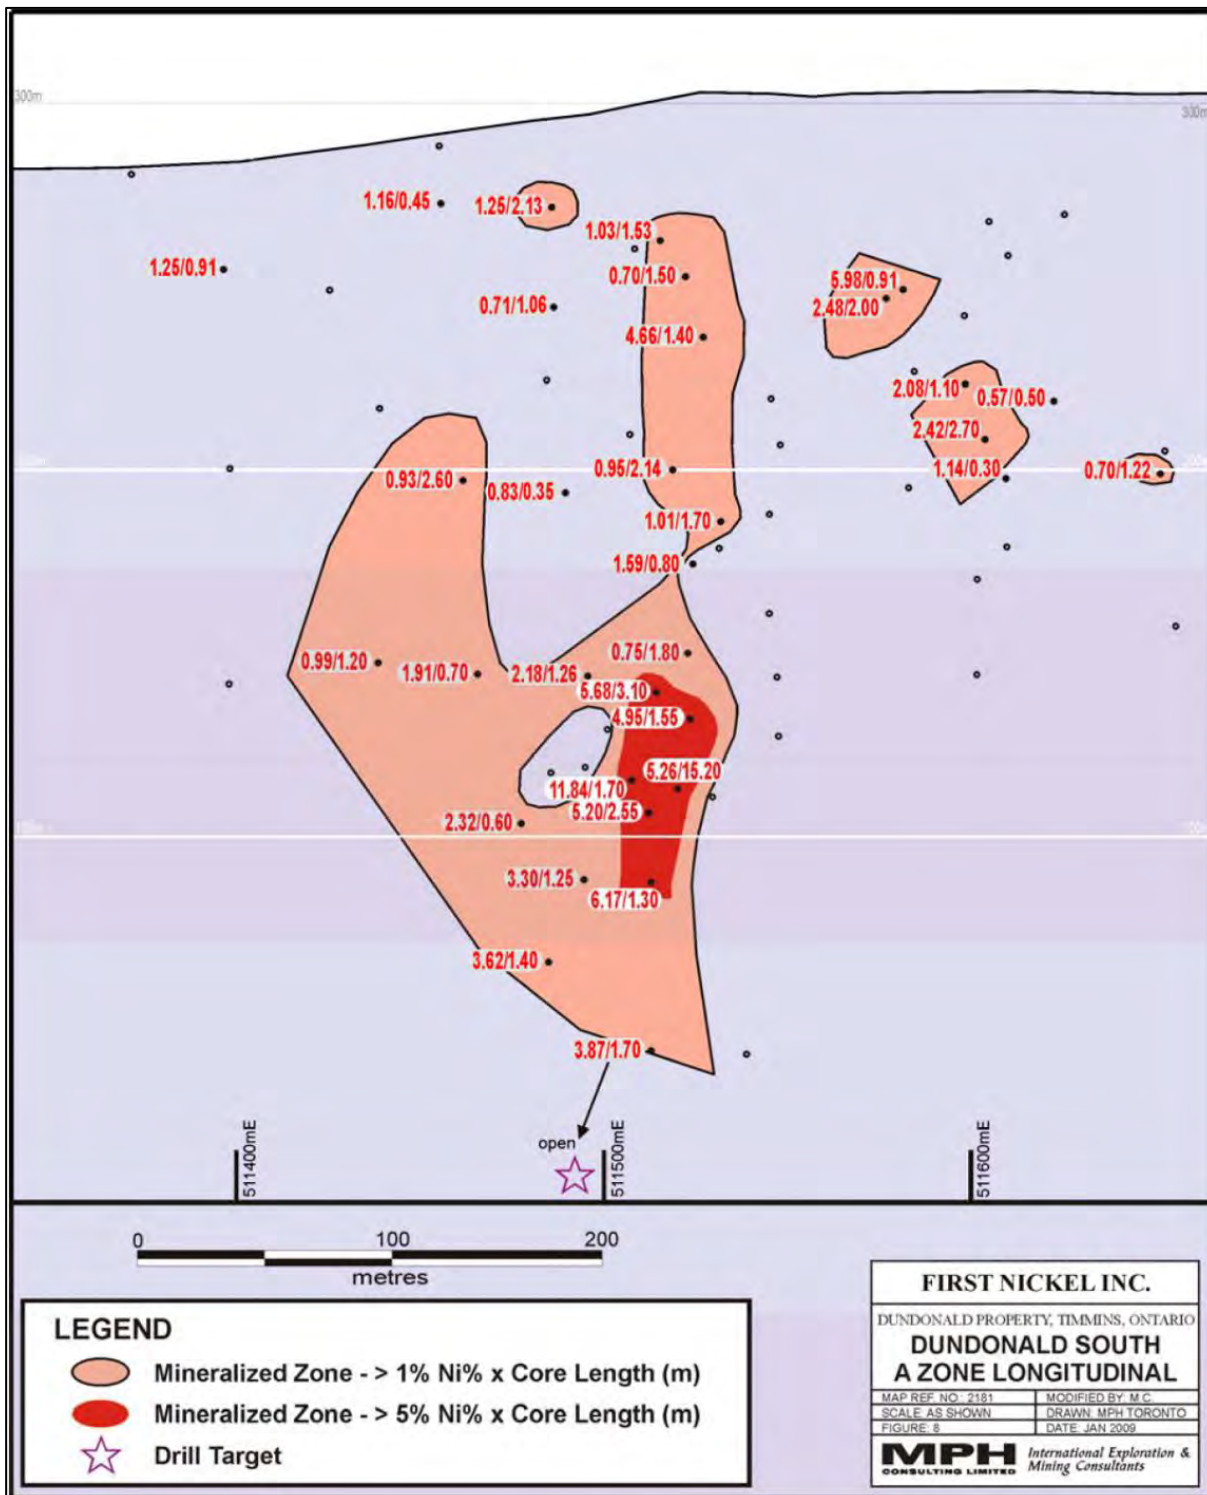 300m
300m
1.16/0.45
1.25/2.13
1.03/1.53
1.25/0.91
0.70/1.50
5.98/0.91
0.71/1.06
2.48/2.00
4.66/1.40
2.08/1.10
0.57/0.50
2.42/2.70
0.95/2.14
1.14/0.30
0.70/1.22
0.93/2.60
0.83/0.35
1.01/1.70
1.59/0.80
0.75/1.80
0.99/1.20
1.91/0.70
2.18/1.26
5.68/3.10
4.95/1.55
5.26/15.20
11.84/1.70
5.20/2.55
2.32/0.60
3.30/1.25
6.17/1.30
3.62/1.40
3.87/1.70
open
511400mE
511500mE
511600mE
0 100 200
metres
LEGEND
Mineralized Zone - > 1% Ni% x Core Length (m)
Mineralized Zone - > 5% Ni% x Core Length (m)
Drill Target
FIRST NICKEL INC.
DUNDONALD PROPERTY, TIMMINS, ONTARIO
DUNDONALD SOUTH
A ZONE LONGITUDINAL
MAP REF. NO.: 2181 MODIFIED BY: M.C.
SCALE: AS SHOWN DRAWN: MPH TORONTO
FIGURE: 8 DATE: JAN 2009
MPH
CONSULTING LIMITED
International Exploration &
Mining Consultants